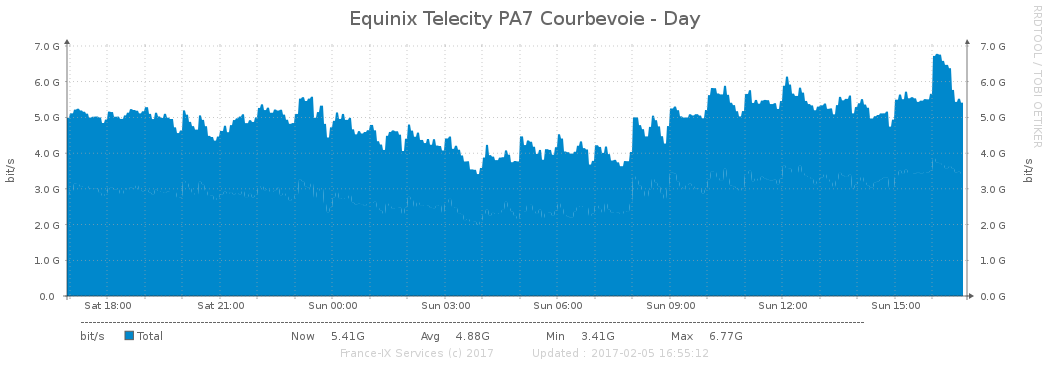 Equinix Telecity PA7 Courbevoie - Day
RRDTOOL / TOBI OETIKER
7.0 G 7.0 G
6.0 G 6.0 G
5.0 G 5.0 G
4.0 G 4.0 G
3.0 G 3.0 G
2.0 G 2.0 G
1.0 G 1.0 G
0.0 0.0 G
bit/s bit/s
Sat 18:00 Sat 21:00 Sun 00:00 Sun 03:00 Sun 06:00 Sun 09:00 Sun 12:00 Sun 15:00
bit/s Total Now 5.41G Avg 4.88G Min 3.41G Max 6.77G
France-IX Services (c) 2017 Updated : 2017-02-05 16:55:12